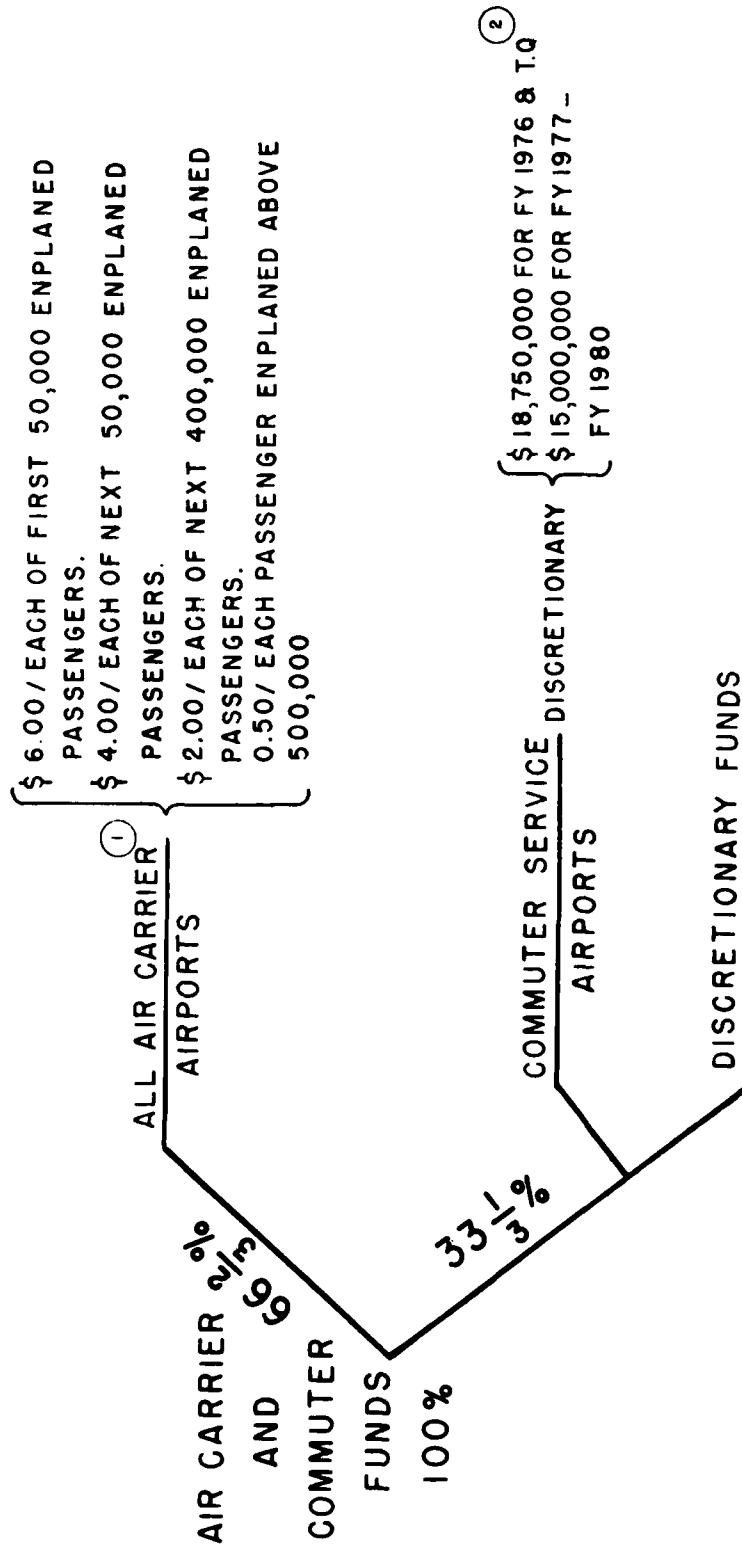 AIR CARRIER
AND
COMMUTER
FUNDS
100%
66 2/3 %
ALL AIR CARRIER ①
AIRPORTS
$ 6.00/ EACH OF FIRST 50,000 ENPLANED
PASSENGERS.
$ 4.00/ EACH OF NEXT 50,000 ENPLANED
PASSENGERS.
$ 2.00/ EACH OF NEXT 400,000 ENPLANED
PASSENGERS.
0.50/ EACH PASSENGER ENPLANED ABOVE
500,000
33 1/3 %
COMMUTER SERVICE
AIRPORTS
DISCRETIONARY
$ 18,750,000 FOR FY 1976 & T.Q ②
$ 15,000,000 FOR FY 1977 –
FY 1980
DISCRETIONARY FUNDS